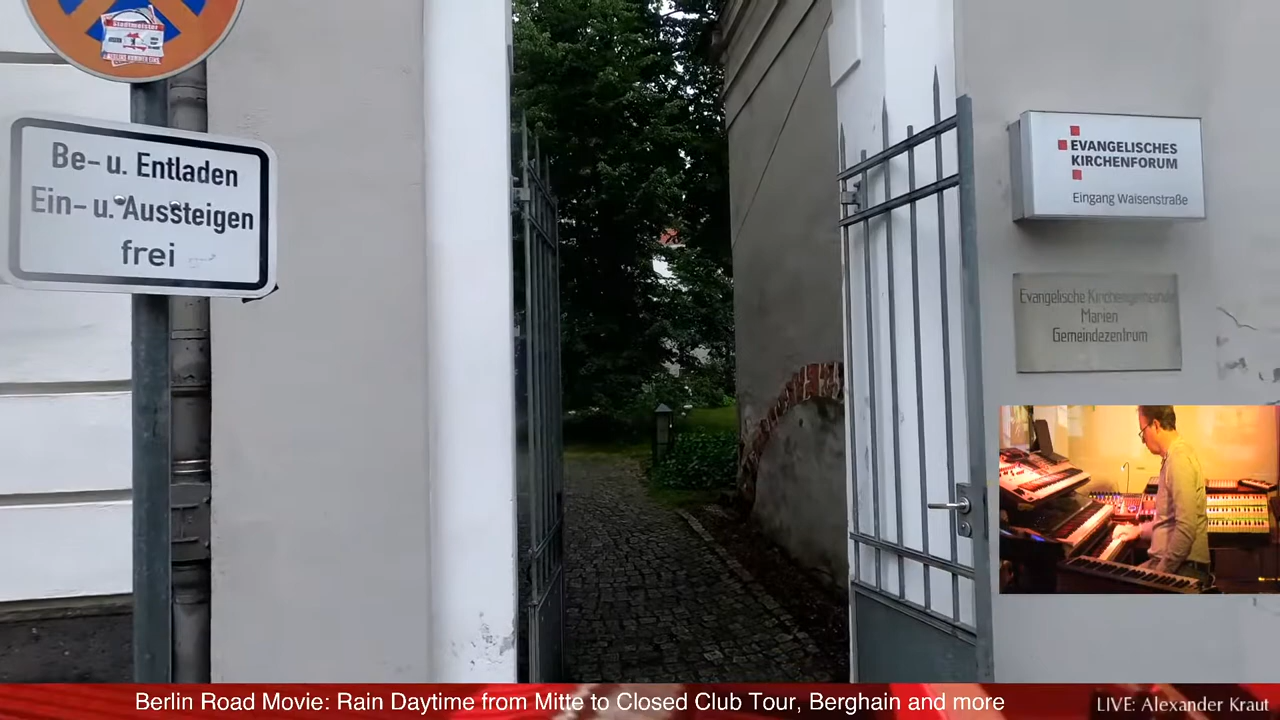 Be- u. Entladen
Ein- u. Aussteigen
frei
EVANGELISCHES
KIRCHENFORUM
Eingang Waisenstraße
Evangelische Kirchengemeinde
Marien
Gemeindezentrum
Berlin Road Movie: Rain Daytime from Mitte to Closed Club Tour, Berghain and more
LIVE: Alexander Kraut